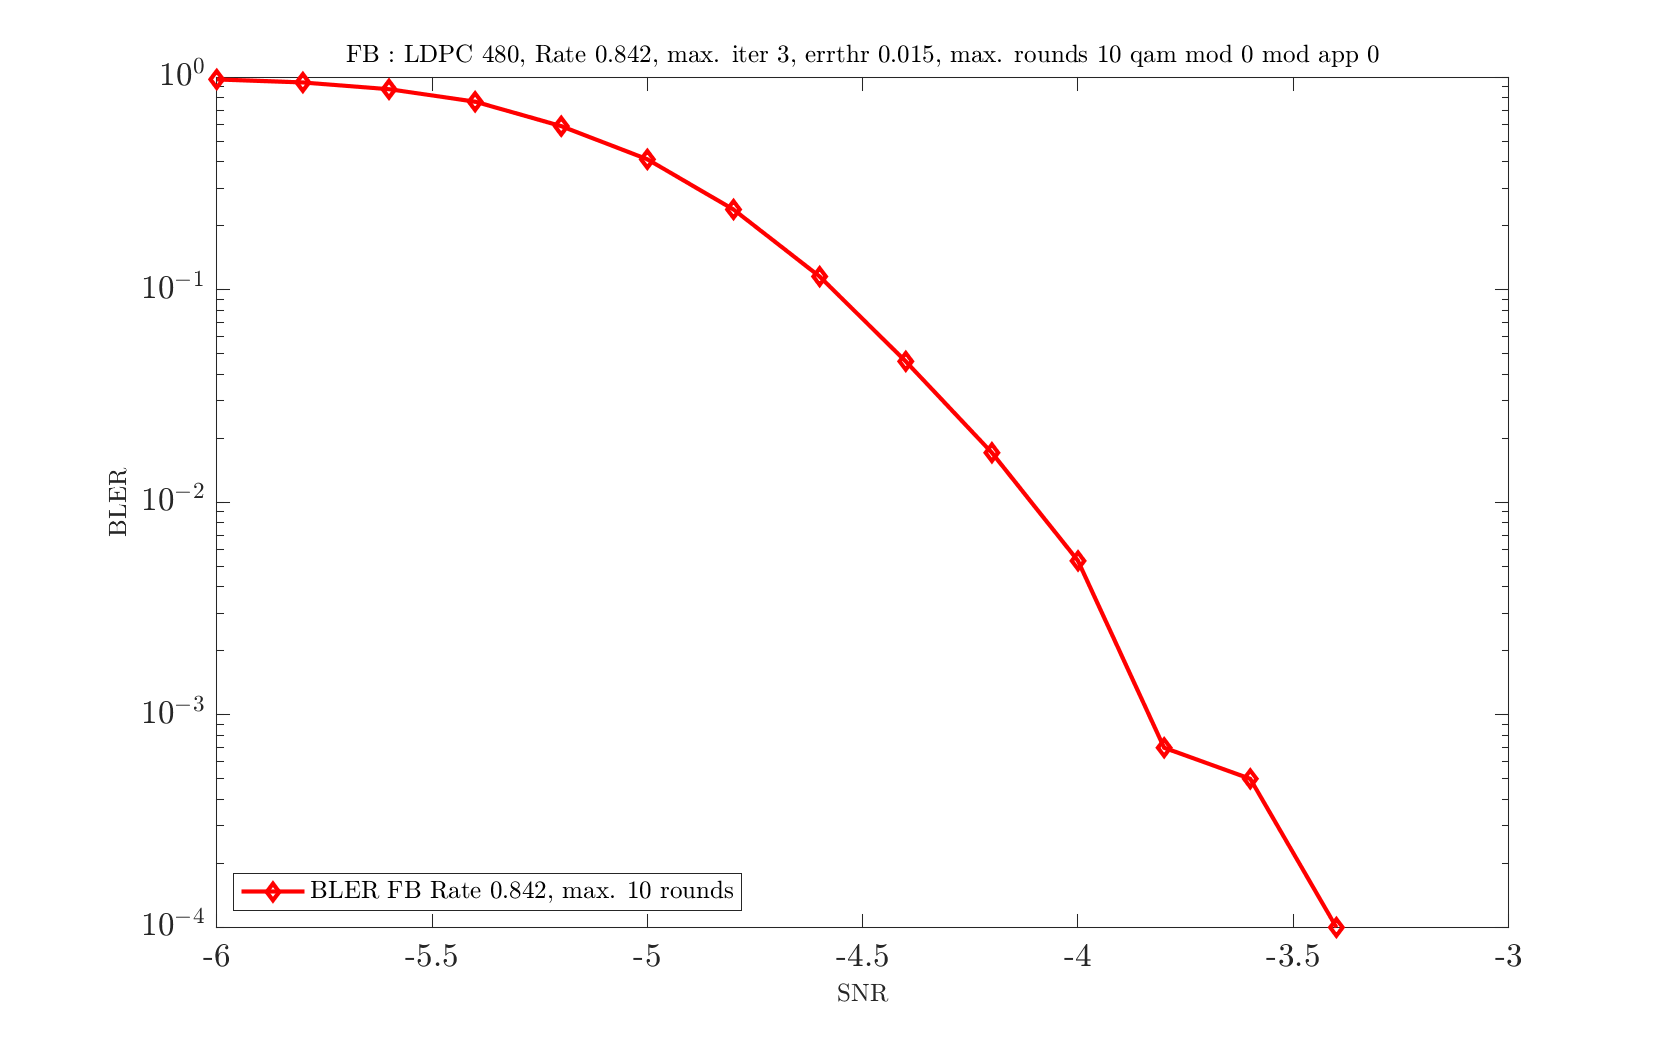 FB : LDPC 480, Rate 0.842, max. iter 3, errthr 0.015, max. rounds 10 qam mod 0 mod app 0
10^0
10^-1
10^-2
10^-3
10^-4
BLER
BLER FB Rate 0.842, max. 10 rounds
-6 -5.5 -5 -4.5 -4 -3.5 -3
SNR